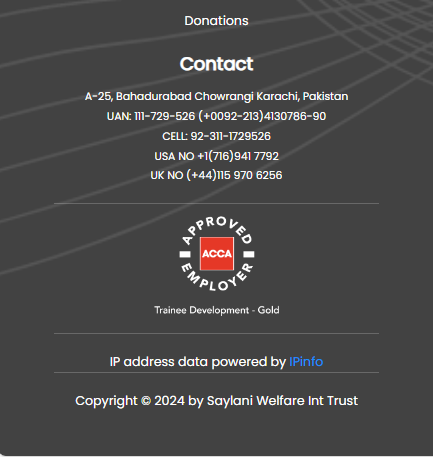 Donations
Contact
A-25, Bahadurabad Chowrangi Karachi, Pakistan
UAN: 111-729-526 (+0092-213)4130786-90
CELL: 92-311-1729526
USA NO +1(716)941 7792
UK NO (+44)115 970 6256
APPROVED
ACCA
EMPLOYER
Trainee Development - Gold
IP address data powered by IPinfo
Copyright © 2024 by Saylani Welfare Int Trust